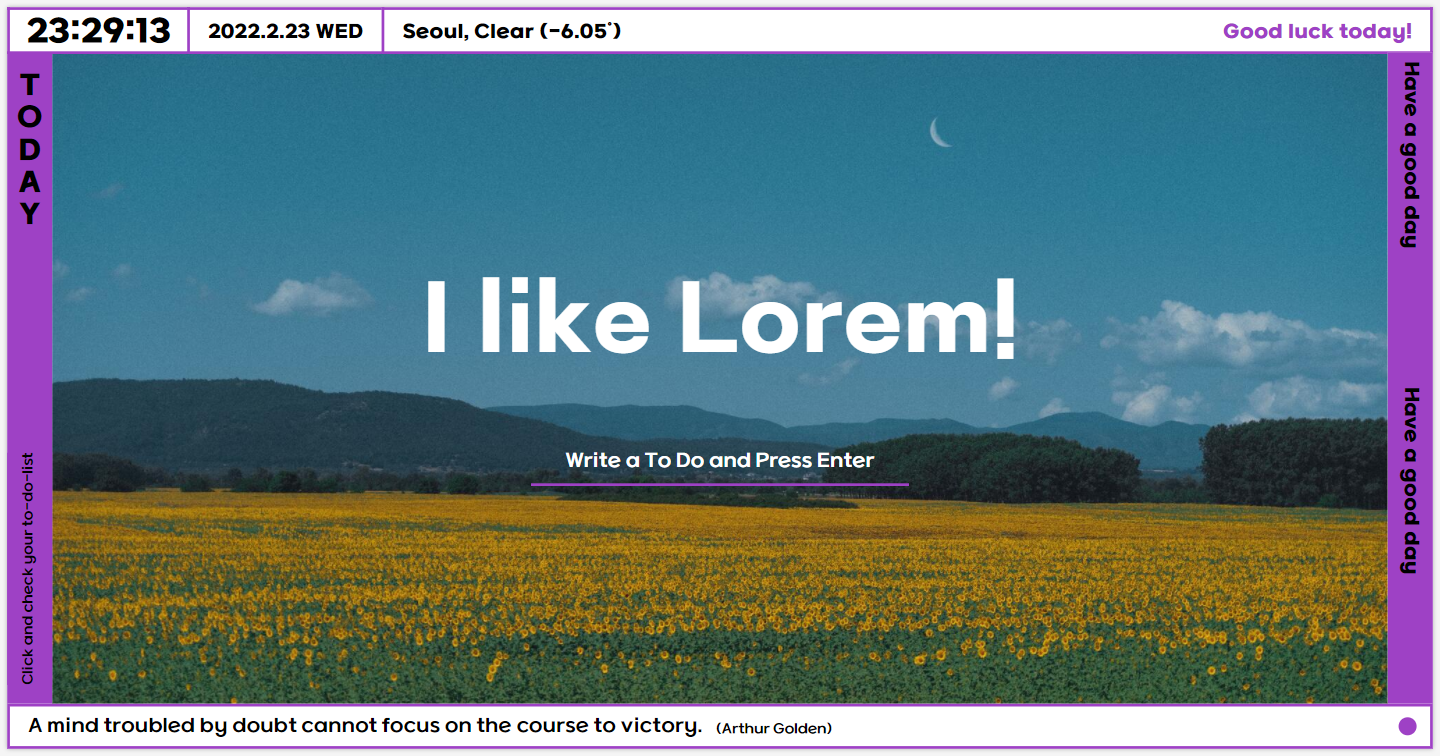 23:29:13
2022.2.23 WED
Seoul, Clear (-6.05°)
Good luck today!
TODAY
Have a good day
I like Lorem!
Have a good day
Write a To Do and Press Enter
Click and check your to-do-list
A mind troubled by doubt cannot focus on the course to victory. (Arthur Golden)